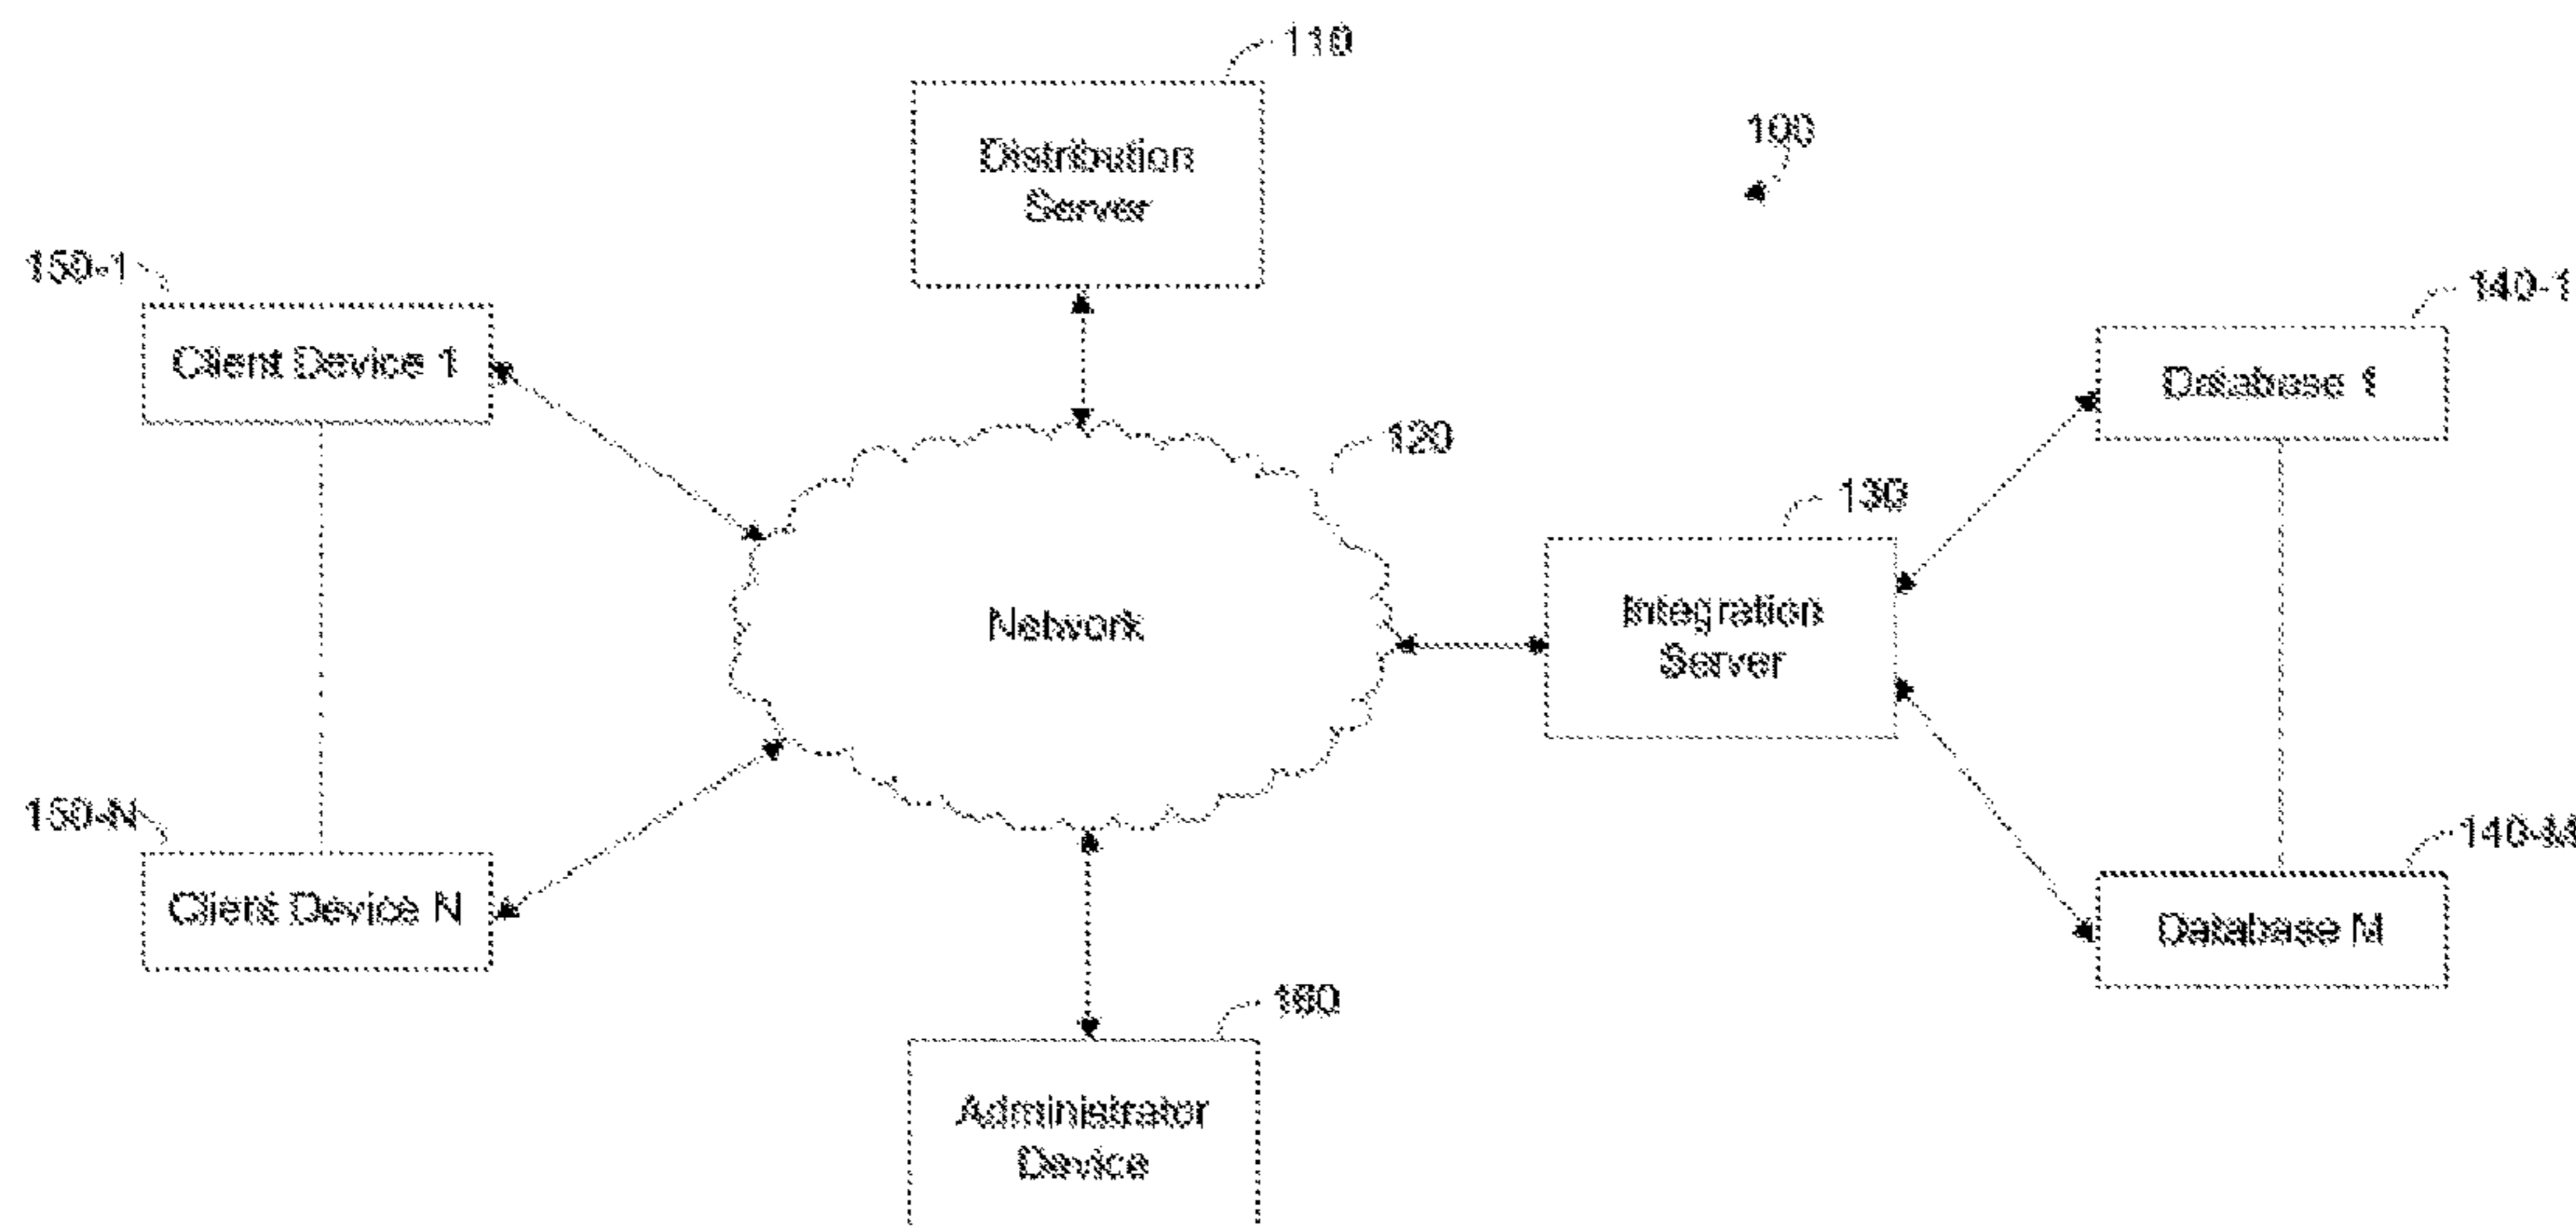 110
Distribution
Server
100
150-1
Client Device 1
140-1
Database 1
120
130
Network
Integration
Server
150-N
Client Device N
140-M
Database M
160
Administrator
Device